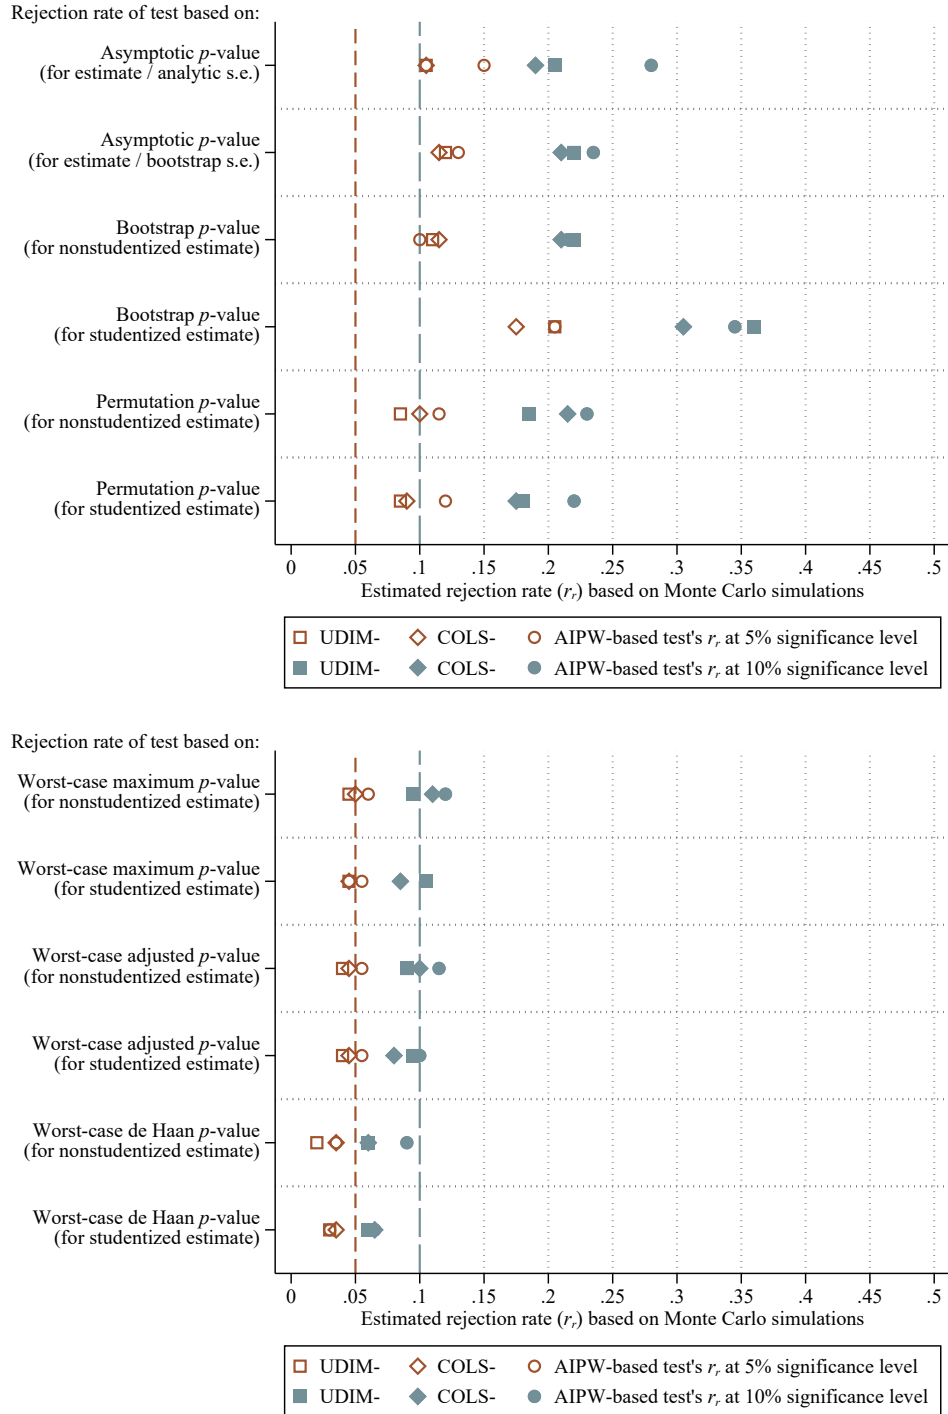 Rejection rate of test based on:
Asymptotic p-value
(for estimate / analytic s.e.)
Asymptotic p-value
(for estimate / bootstrap s.e.)
Bootstrap p-value
(for nonstudentized estimate)
Bootstrap p-value
(for studentized estimate)
Permutation p-value
(for nonstudentized estimate)
Permutation p-value
(for studentized estimate)
0 .05 .1 .15 .2 .25 .3 .35 .4 .45 .5
Estimated rejection rate (rᵣ) based on Monte Carlo simulations
UDIM- COLS- AIPW-based test's rᵣ at 5% significance level
UDIM- COLS- AIPW-based test's rᵣ at 10% significance level
Rejection rate of test based on:
Worst-case maximum p-value
(for nonstudentized estimate)
Worst-case maximum p-value
(for studentized estimate)
Worst-case adjusted p-value
(for nonstudentized estimate)
Worst-case adjusted p-value
(for studentized estimate)
Worst-case de Haan p-value
(for nonstudentized estimate)
Worst-case de Haan p-value
(for studentized estimate)
0 .05 .1 .15 .2 .25 .3 .35 .4 .45 .5
Estimated rejection rate (rᵣ) based on Monte Carlo simulations
UDIM- COLS- AIPW-based test's rᵣ at 5% significance level
UDIM- COLS- AIPW-based test's rᵣ at 10% significance level